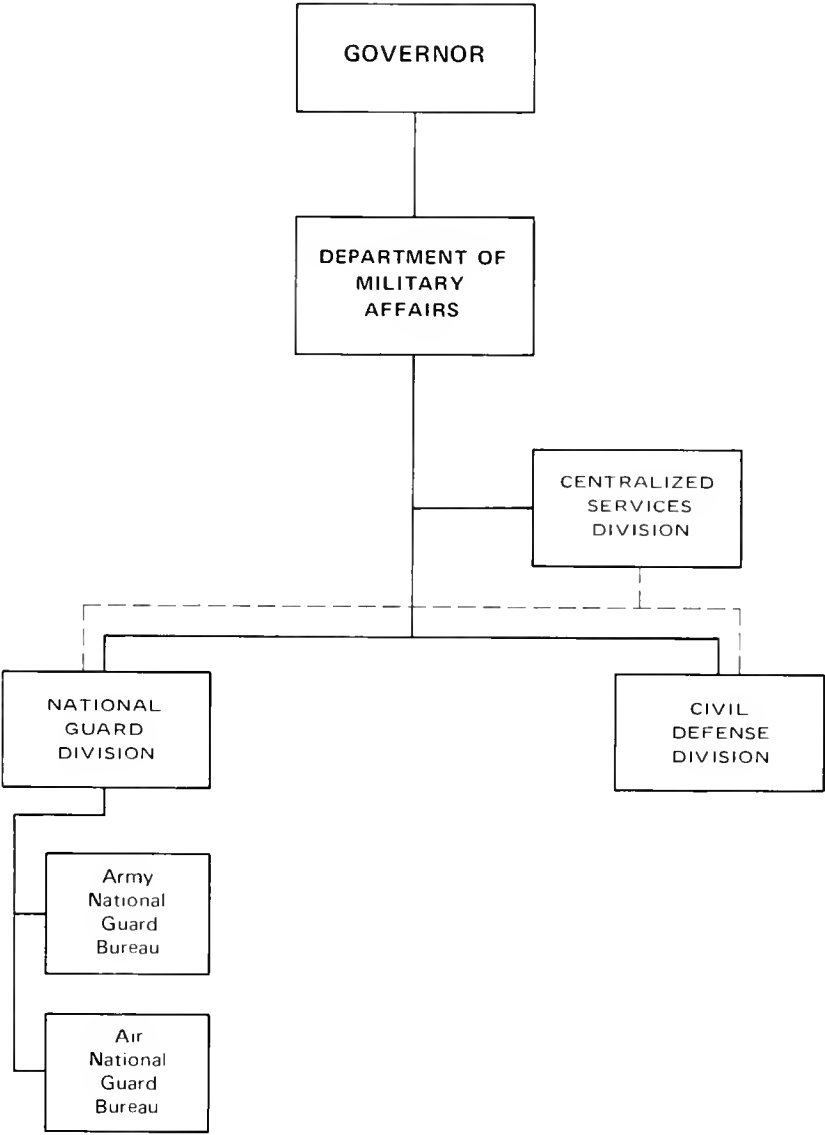 GOVERNOR
DEPARTMENT OF
MILITARY
AFFAIRS
CENTRALIZED
SERVICES
DIVISION
NATIONAL
GUARD
DIVISION
CIVIL
DEFENSE
DIVISION
Army
National
Guard
Bureau
Air
National
Guard
Bureau